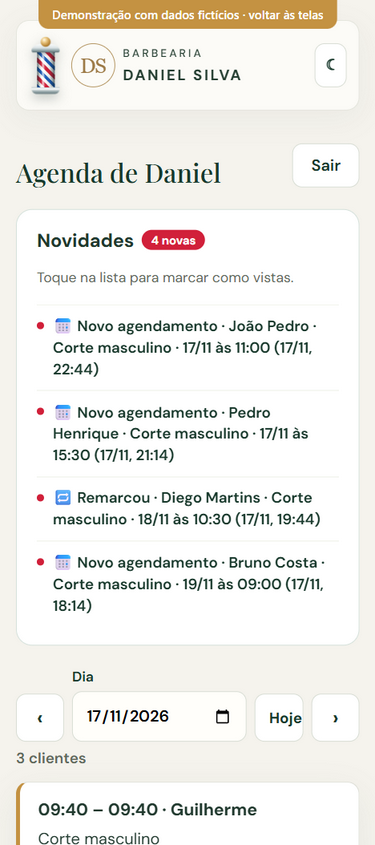 Demonstração com dados fictícios · voltar às telas
DS
BARBEARIA
DANIEL SILVA
Agenda de Daniel
Sair
Novidades
4 novas
Toque na lista para marcar como vistas.
Novo agendamento · João Pedro ·
Corte masculino · 17/11 às 11:00 (17/11,
22:44)
Novo agendamento · Pedro
Henrique · Corte masculino · 17/11 às
15:30 (17/11, 21:14)
Remarcou · Diego Martins · Corte
masculino · 18/11 às 10:30 (17/11, 19:44)
Novo agendamento · Bruno Costa ·
Corte masculino · 19/11 às 09:00 (17/11,
18:14)
Dia
‹
17/11/2026
Hoje
›
3 clientes
09:40 – 09:40 · Guilherme
Corte masculino